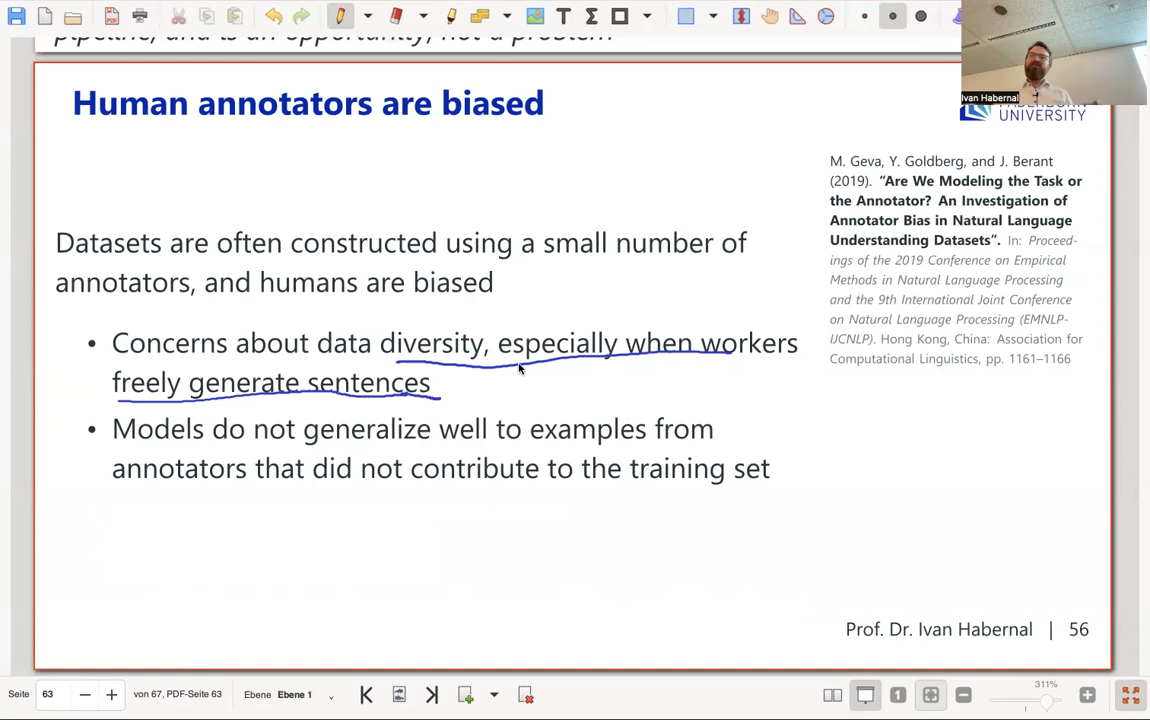 pipeline, and is an opportunity, not a problem
Ivan Habernal
Human annotators are biased
UNIVERSITY
M. Geva, Y. Goldberg, and J. Berant
(2019). “Are We Modeling the Task or
the Annotator? An Investigation of
Annotator Bias in Natural Language
Understanding Datasets”. In: Proceed-
ings of the 2019 Conference on Empirical
Methods in Natural Language Processing
and the 9th International Joint Conference
on Natural Language Processing (EMNLP-
IJCNLP). Hong Kong, China: Association for
Computational Linguistics, pp. 1161–1166
Datasets are often constructed using a small number of
annotators, and humans are biased
• Concerns about data diversity, especially when workers
freely generate sentences
• Models do not generalize well to examples from
annotators that did not contribute to the training set
Prof. Dr. Ivan Habernal | 56
Seite 63 von 67, PDF-Seite 63 Ebene Ebene 1 311%